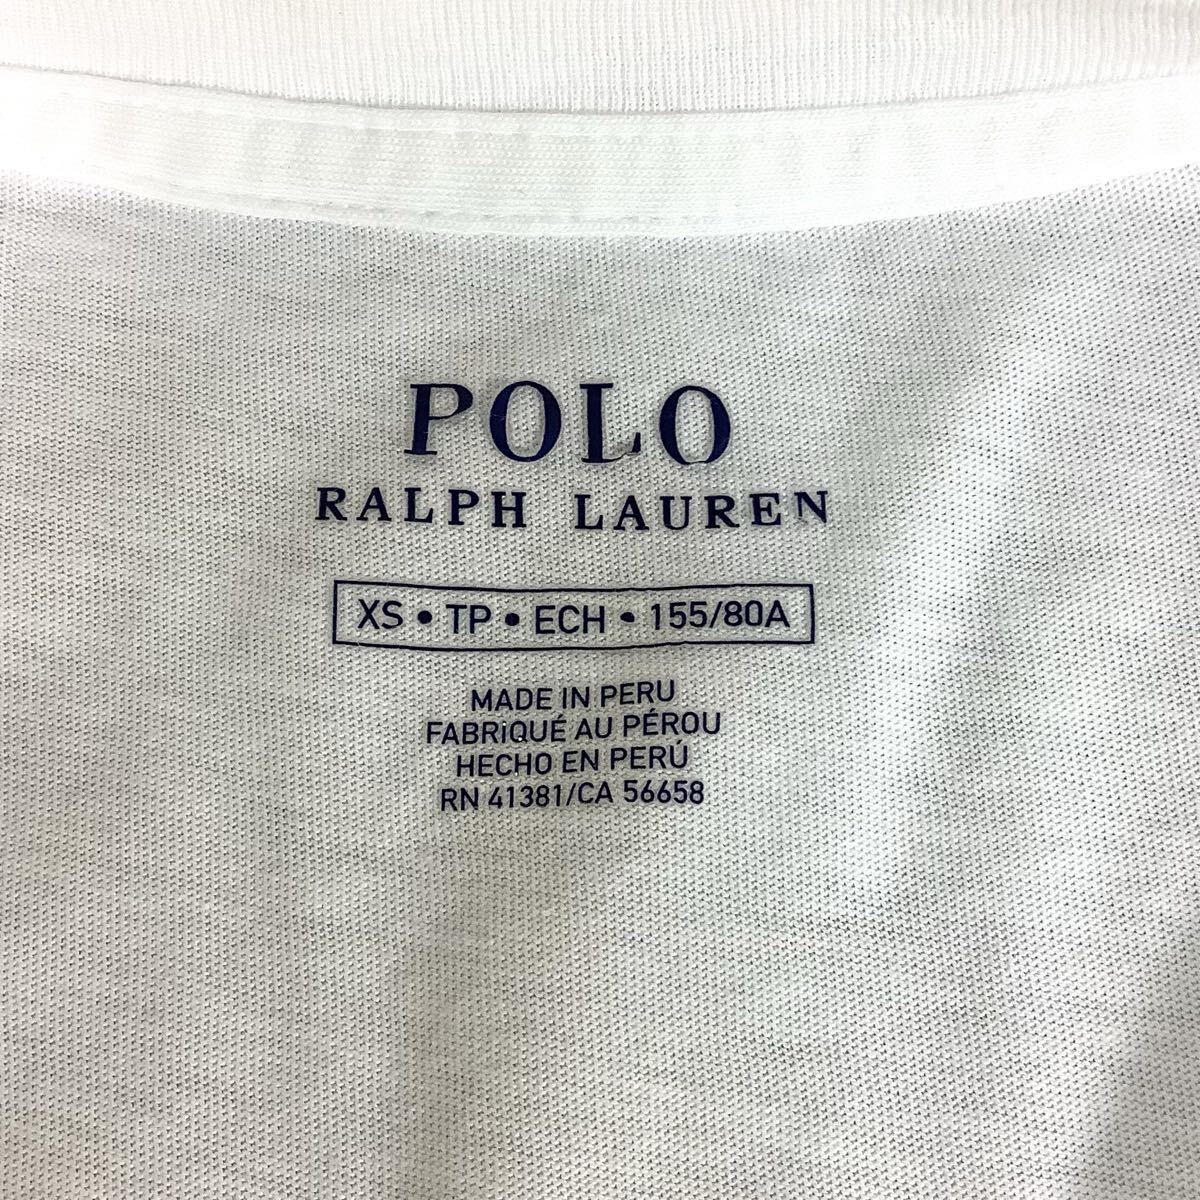 POLO
RALPH LAUREN
XS • TP • ECH • 155/80A
MADE IN PERU
FABRiQUÉ AU PÉROU
HECHO EN PERÚ
RN 41381/CA 56658